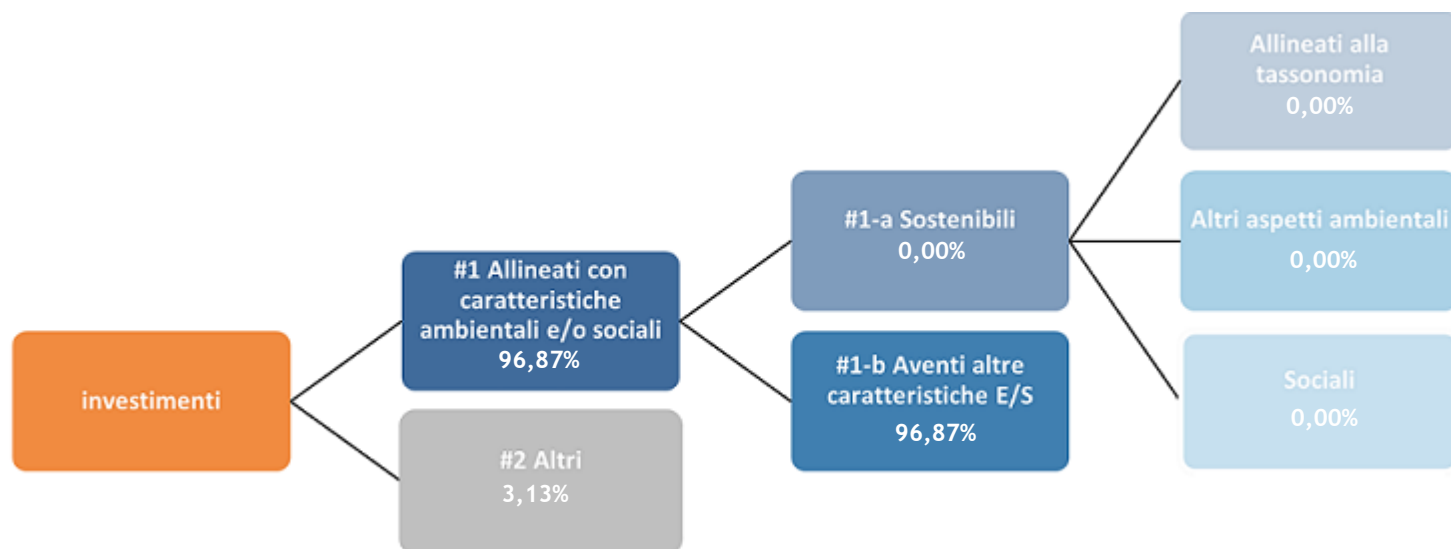 investimenti
#1 Allineati con
caratteristiche
ambientali e/o sociali
96,87%
#2 Altri
3,13%
#1-a Sostenibili
0,00%
#1-b Aventi altre
caratteristiche E/S
96,87%
Allineati alla
tassonomia
0,00%
Altri aspetti ambientali
0,00%
Sociali
0,00%